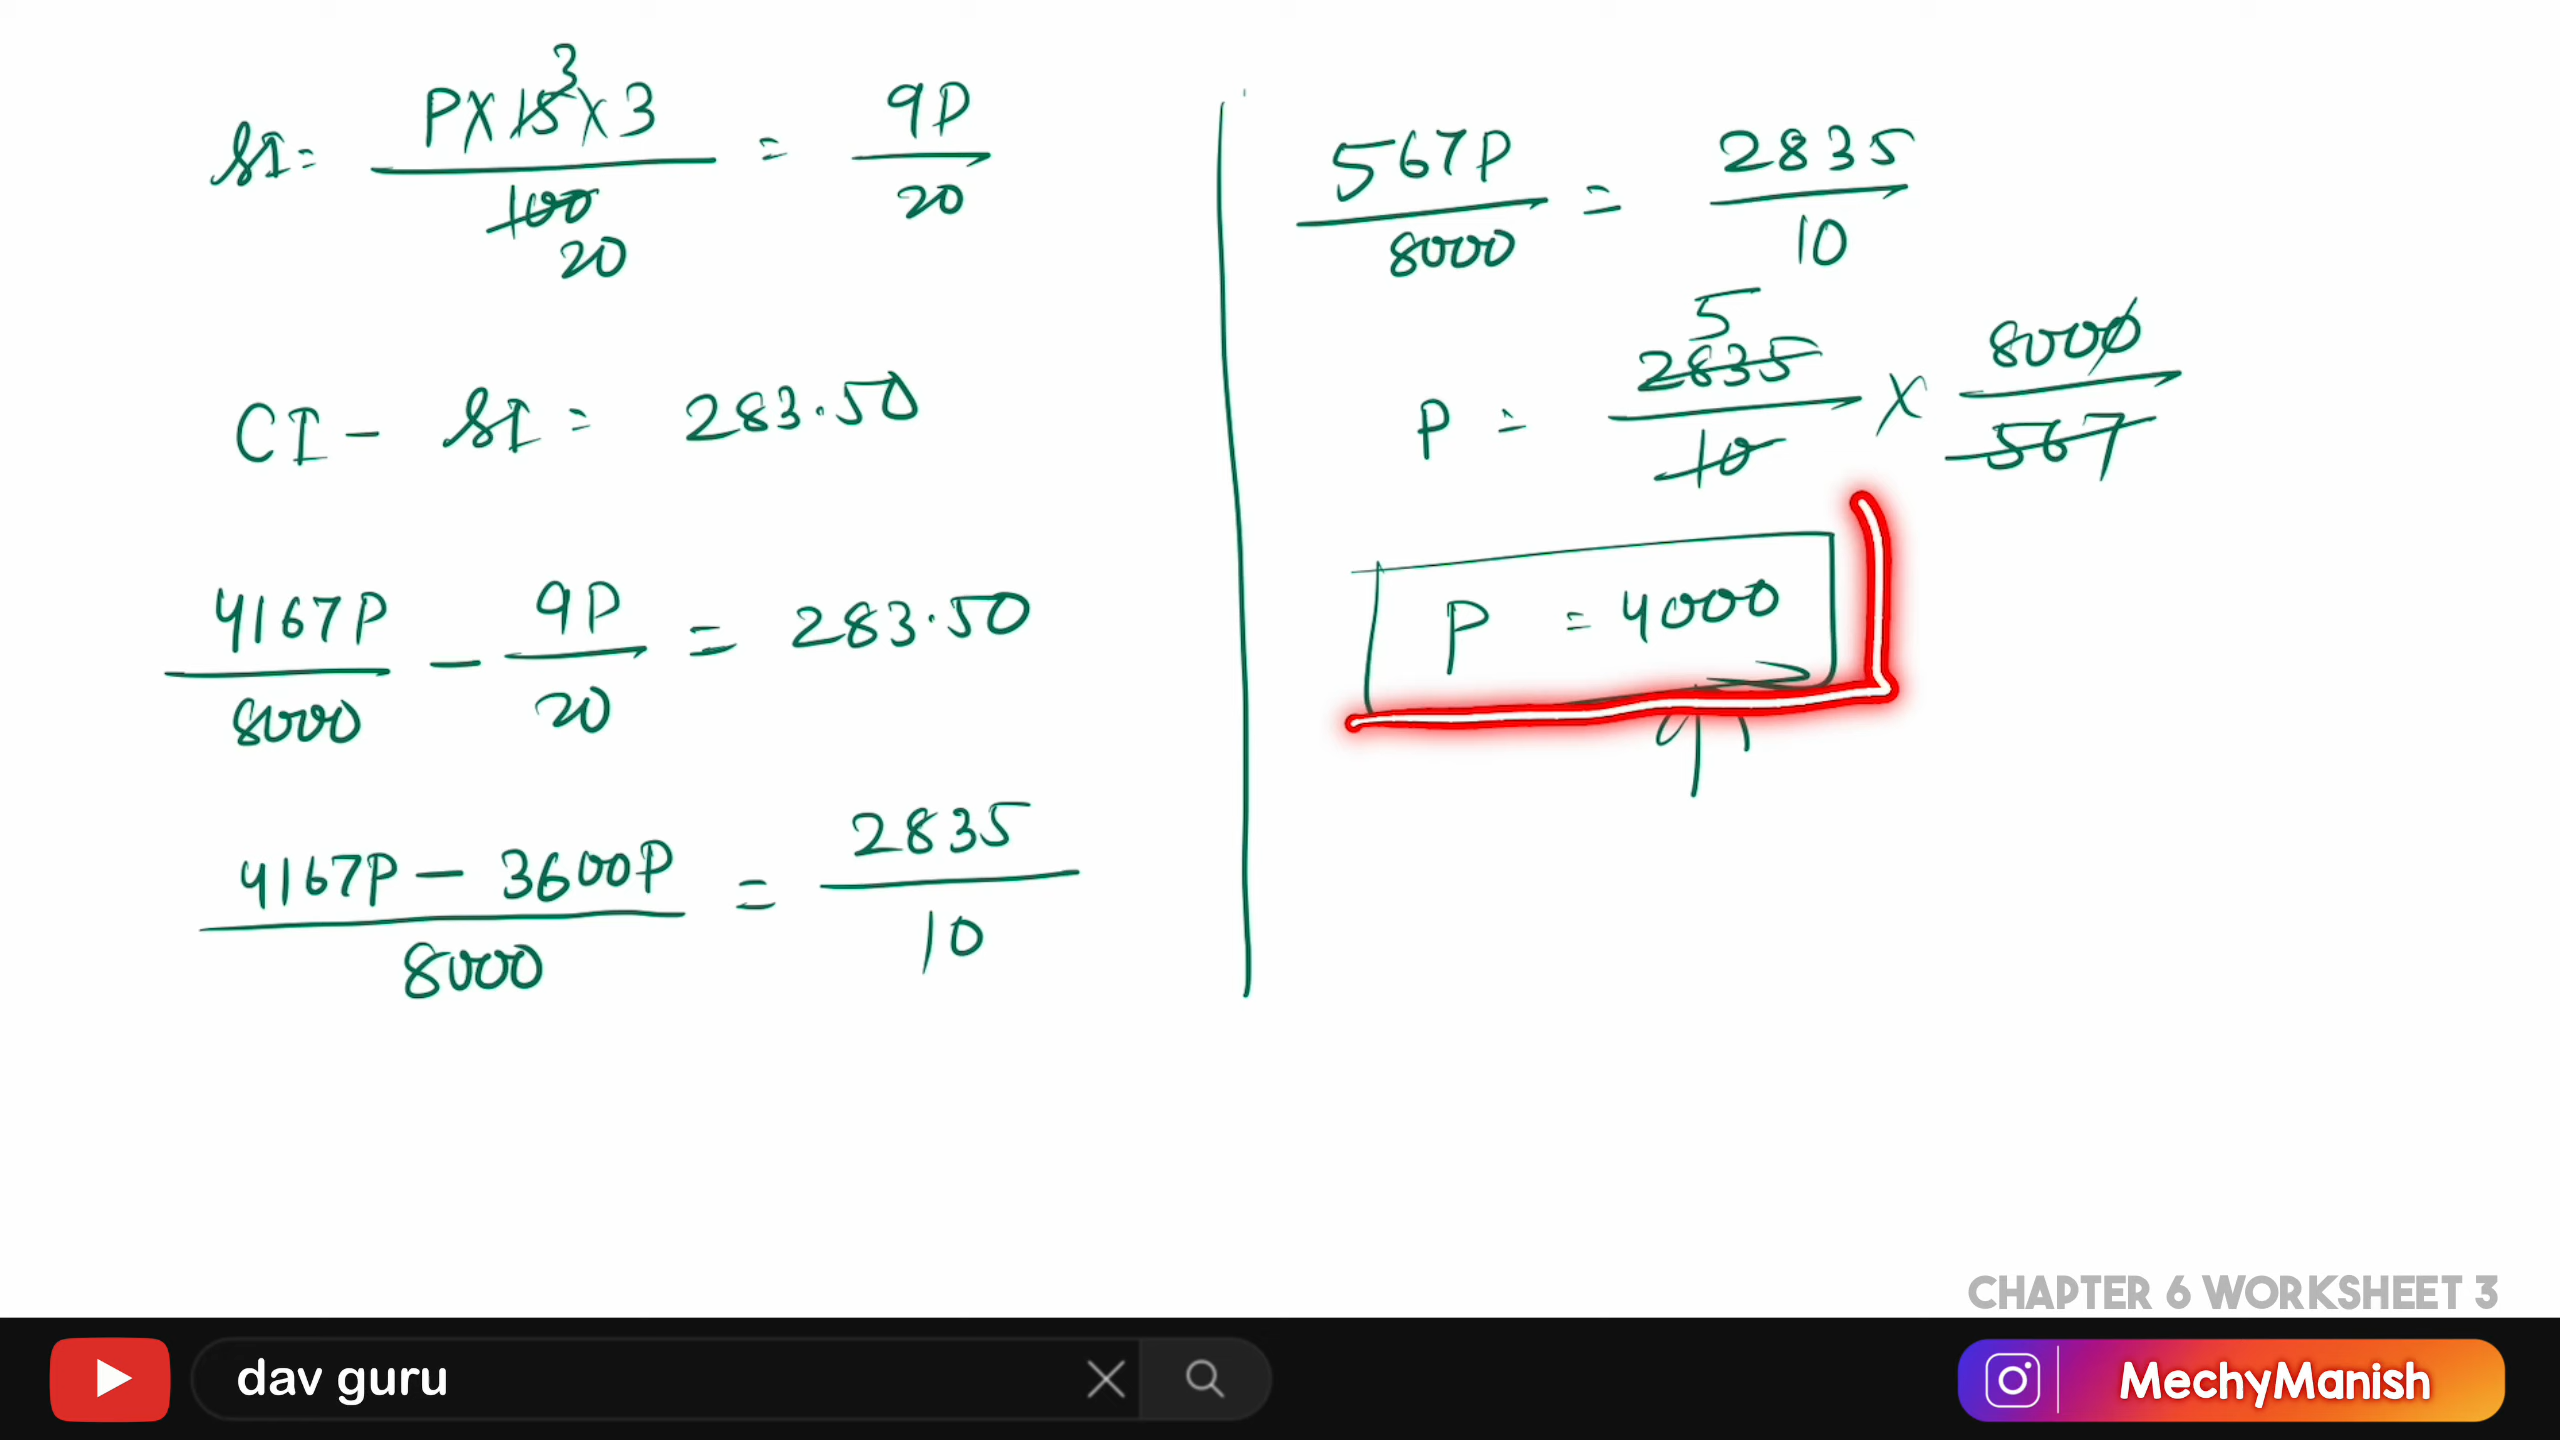 SI = P X 15 3 X 3 / 100 20 = 9P / 20
CI - SI = 283.50
4167P / 8000 - 9P / 20 = 283.50
4167P - 3600P / 8000 = 2835 / 10
567P / 8000 = 2835 / 10
P = 5 2835 / 10 X 8000 / 567
P = 4000
CHAPTER 6 WORKSHEET 3
dav guru
MechyManish